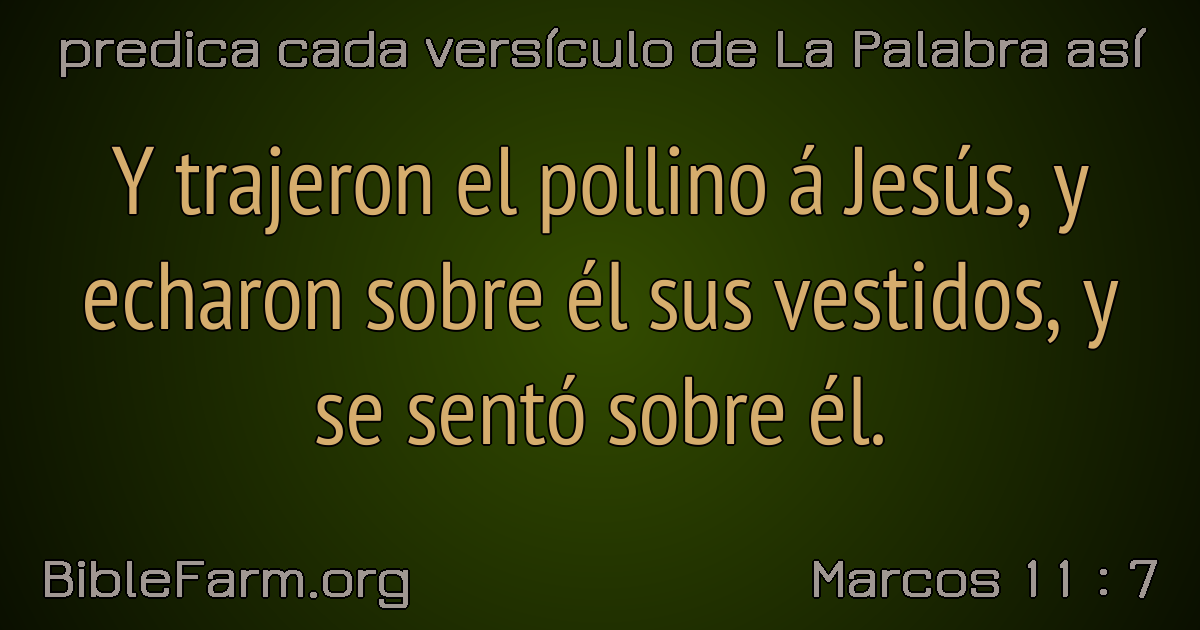 predica cada versículo de La Palabra así
Y trajeron el pollino á Jesús, y
echaron sobre él sus vestidos, y
se sentó sobre él.
BibleFarm.org
Marcos 11 : 7